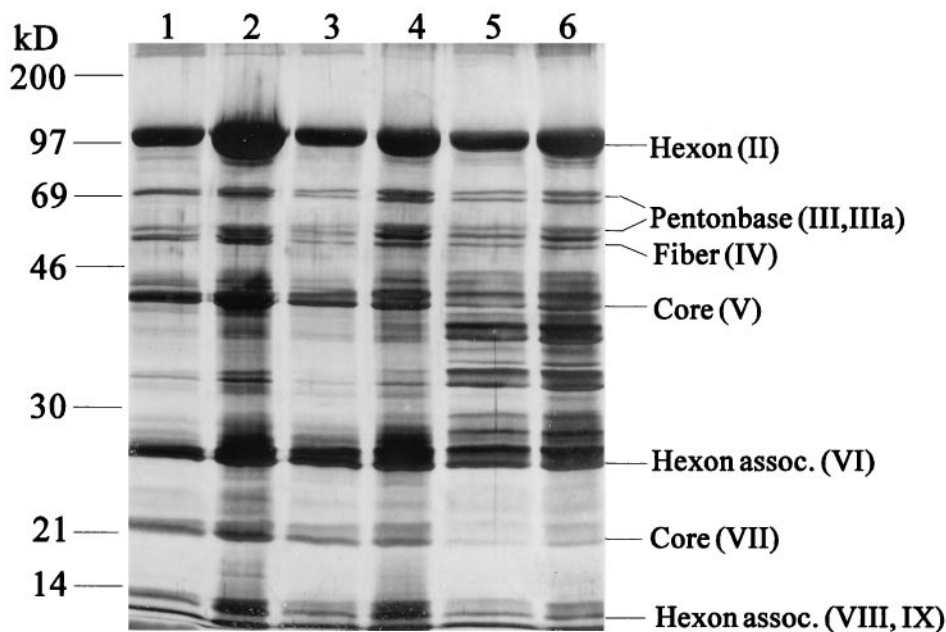 kD
1 2 3 4 5 6
200
97
Hexon (II)
69
Pentonbase (III,IIIa)
Fiber (IV)
46
Core (V)
30
Hexon assoc. (VI)
21
Core (VII)
14
Hexon assoc. (VIII, IX)